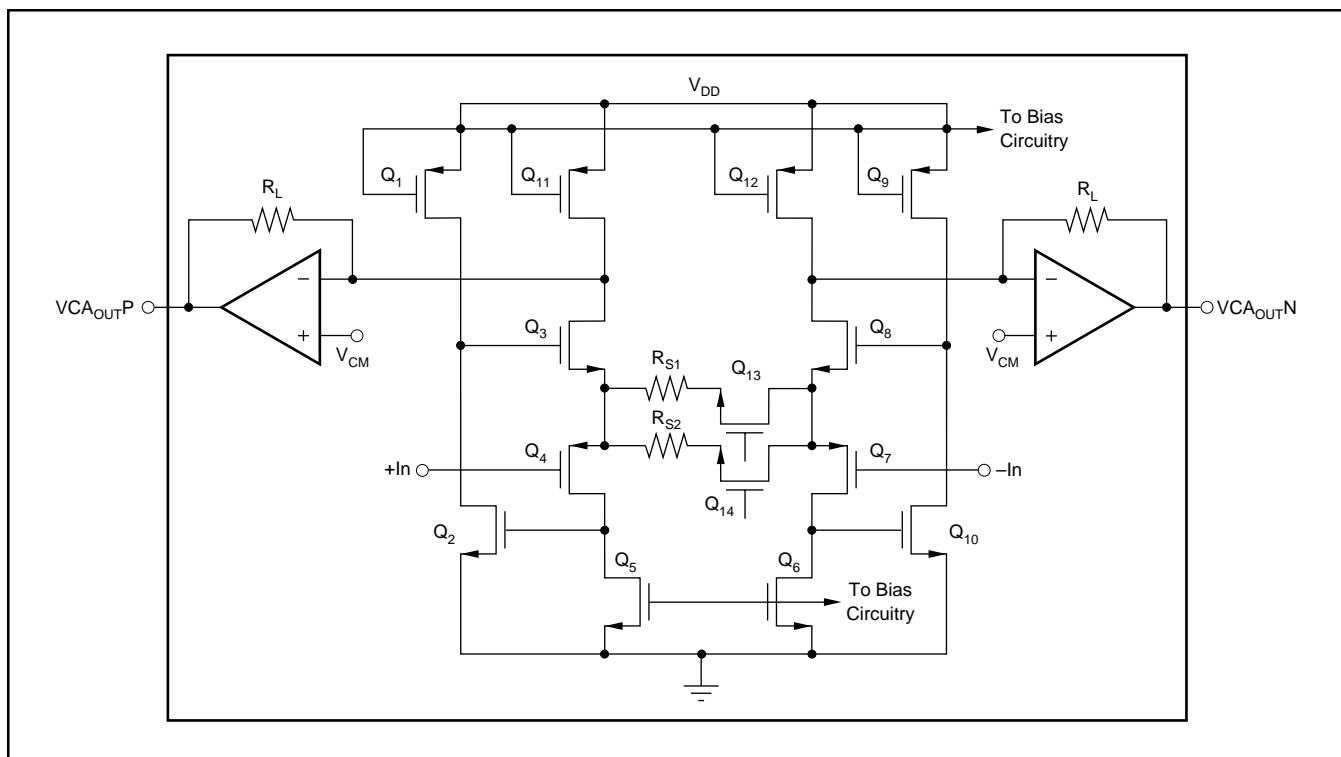 V_DD
To Bias
Circuitry
Q_1
Q_11
Q_12
Q_9
R_L
R_L
−
−
VCA_OUTP
VCA_OUTN
+
+
V_CM
V_CM
Q_3
Q_8
R_S1
Q_13
R_S2
Q_4
Q_7
+In
–In
Q_14
Q_2
Q_10
Q_5
Q_6
To Bias
Circuitry